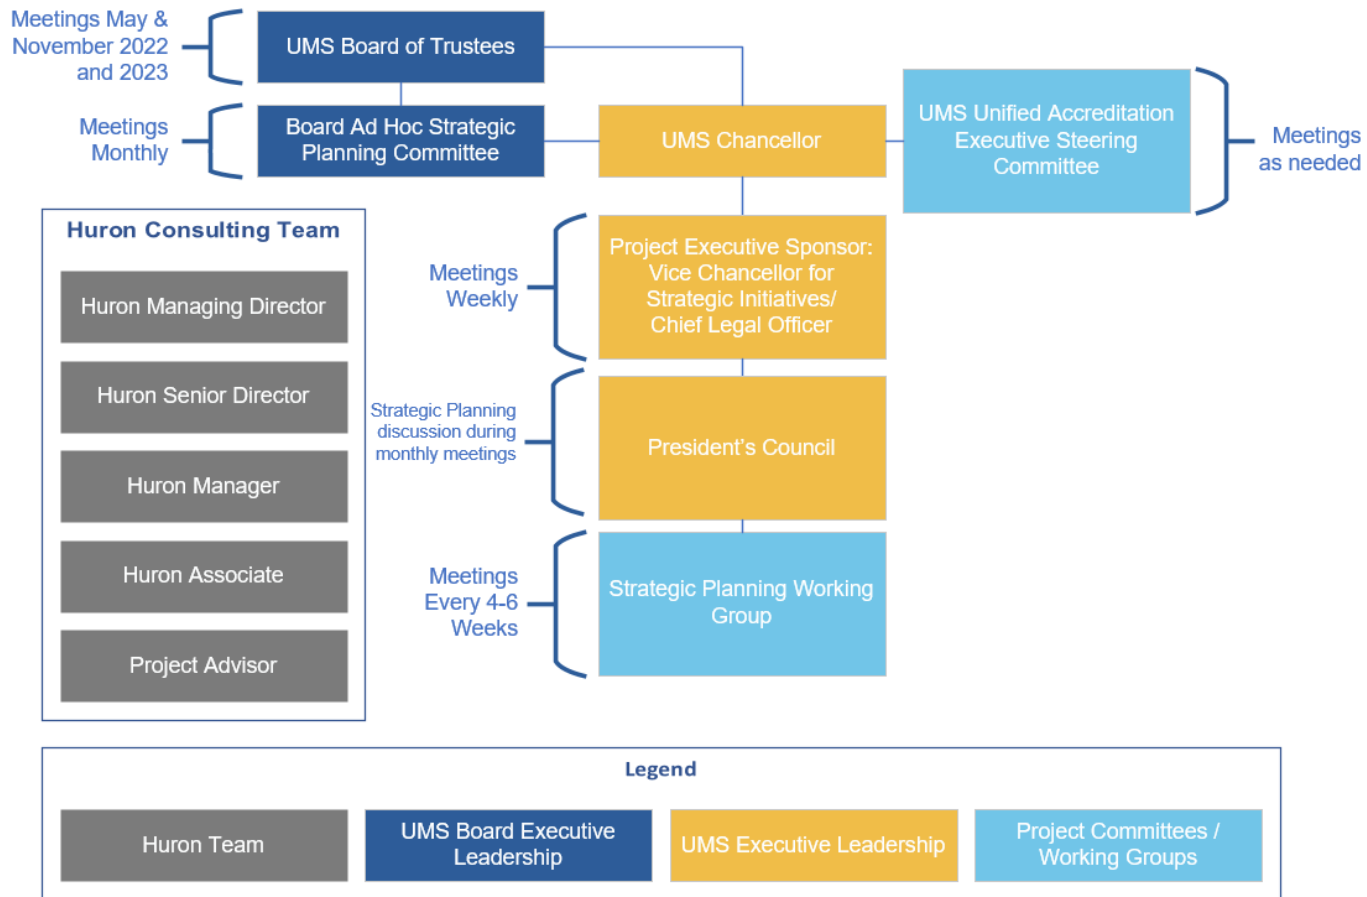 Meetings May &
November 2022
and 2023
UMS Board of Trustees
Meetings
Monthly
Board Ad Hoc Strategic
Planning Committee
UMS Chancellor
UMS Unified Accreditation
Executive Steering
Committee
Meetings
as needed
Huron Consulting Team
Huron Managing Director
Huron Senior Director
Huron Manager
Huron Associate
Project Advisor
Meetings
Weekly
Project Executive Sponsor:
Vice Chancellor for
Strategic Initiatives/
Chief Legal Officer
Strategic Planning
discussion during
monthly meetings
President’s Council
Meetings
Every 4-6
Weeks
Strategic Planning Working
Group
Legend
Huron Team
UMS Board Executive
Leadership
UMS Executive Leadership
Project Committees /
Working Groups